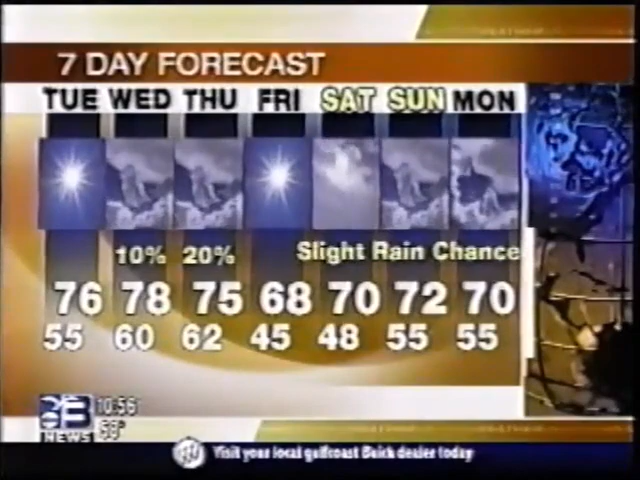 7 DAY FORECAST
TUE WED THU FRI SAT SUN MON
10% 20% Slight Rain Chance
76 78 75 68 70 72 70
55 60 62 45 48 55 55
3 10:56
NEWS 59°
Visit your local gulfcoast Buick dealer today